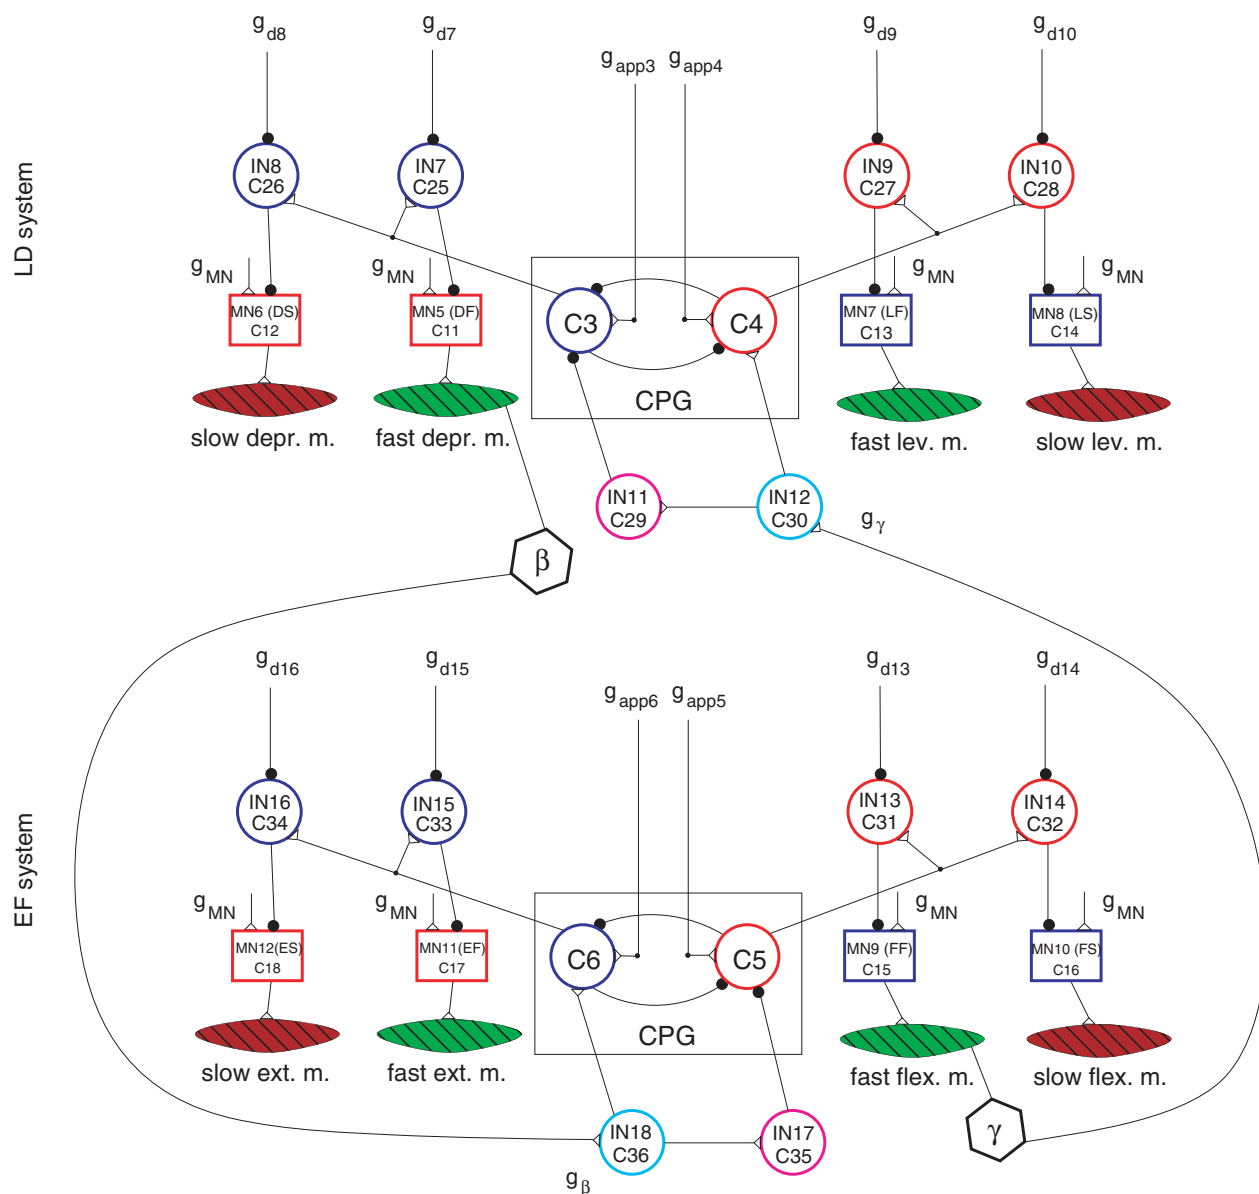 g d8
g d7
g app3
g app4
g d9
g d10
LD system
IN8
C26
IN7
C25
IN9
C27
IN10
C28
g MN
g MN
g MN
g MN
MN6 (DS)
C12
MN5 (DF)
C11
C3
C4
MN7 (LF)
C13
MN8 (LS)
C14
CPG
slow depr. m.
fast depr. m.
fast lev. m.
slow lev. m.
IN11
C29
IN12
C30
g γ
β
g d16
g d15
g app6
g app5
g d13
g d14
EF system
IN16
C34
IN15
C33
IN13
C31
IN14
C32
g MN
g MN
g MN
g MN
MN12(ES)
C18
MN11(EF)
C17
C6
C5
MN9 (FF)
C15
MN10 (FS)
C16
CPG
slow ext. m.
fast ext. m.
fast flex. m.
slow flex. m.
IN18
C36
IN17
C35
γ
g β